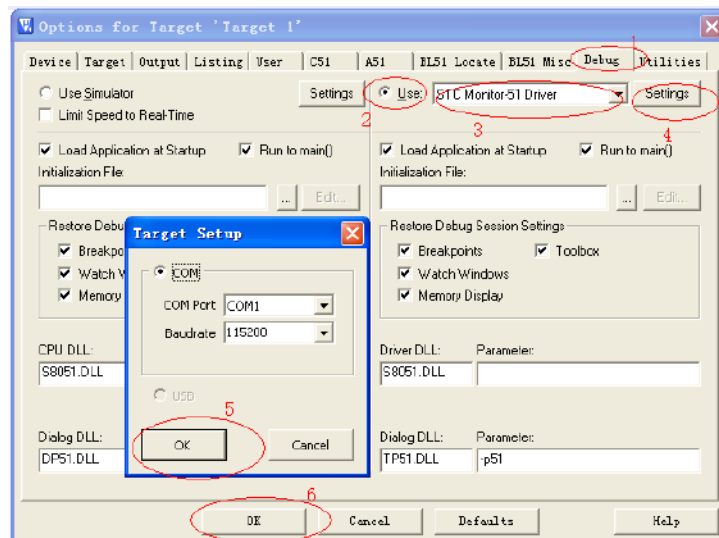 Options for Target 'Target 1'
Device Target Output Listing User C51 A51 BL51 Locate BL51 Misc Debug Utilities
1
Use Simulator Settings Use: STC Monitor-51 Driver Settings
Limit Speed to Real-Time
2 3 4
Load Application at Startup Run to main() Load Application at Startup Run to main()
Initialization File: Initialization File:
... Edit... ... Edit...
Restore Debu Restore Debug Session Settings
Breakpo Breakpoints Toolbox
Watch W Watch Windows
Memory Memory Display
Target Setup
COM
COM Port COM1
Baudrate 115200
USB
5
OK Cancel
CPU DLL: Driver DLL: Parameter:
S8051.DLL S8051.DLL
Dialog DLL: Dialog DLL: Parameter:
DP51.DLL TP51.DLL -p51
6
OK Cancel Defaults Help